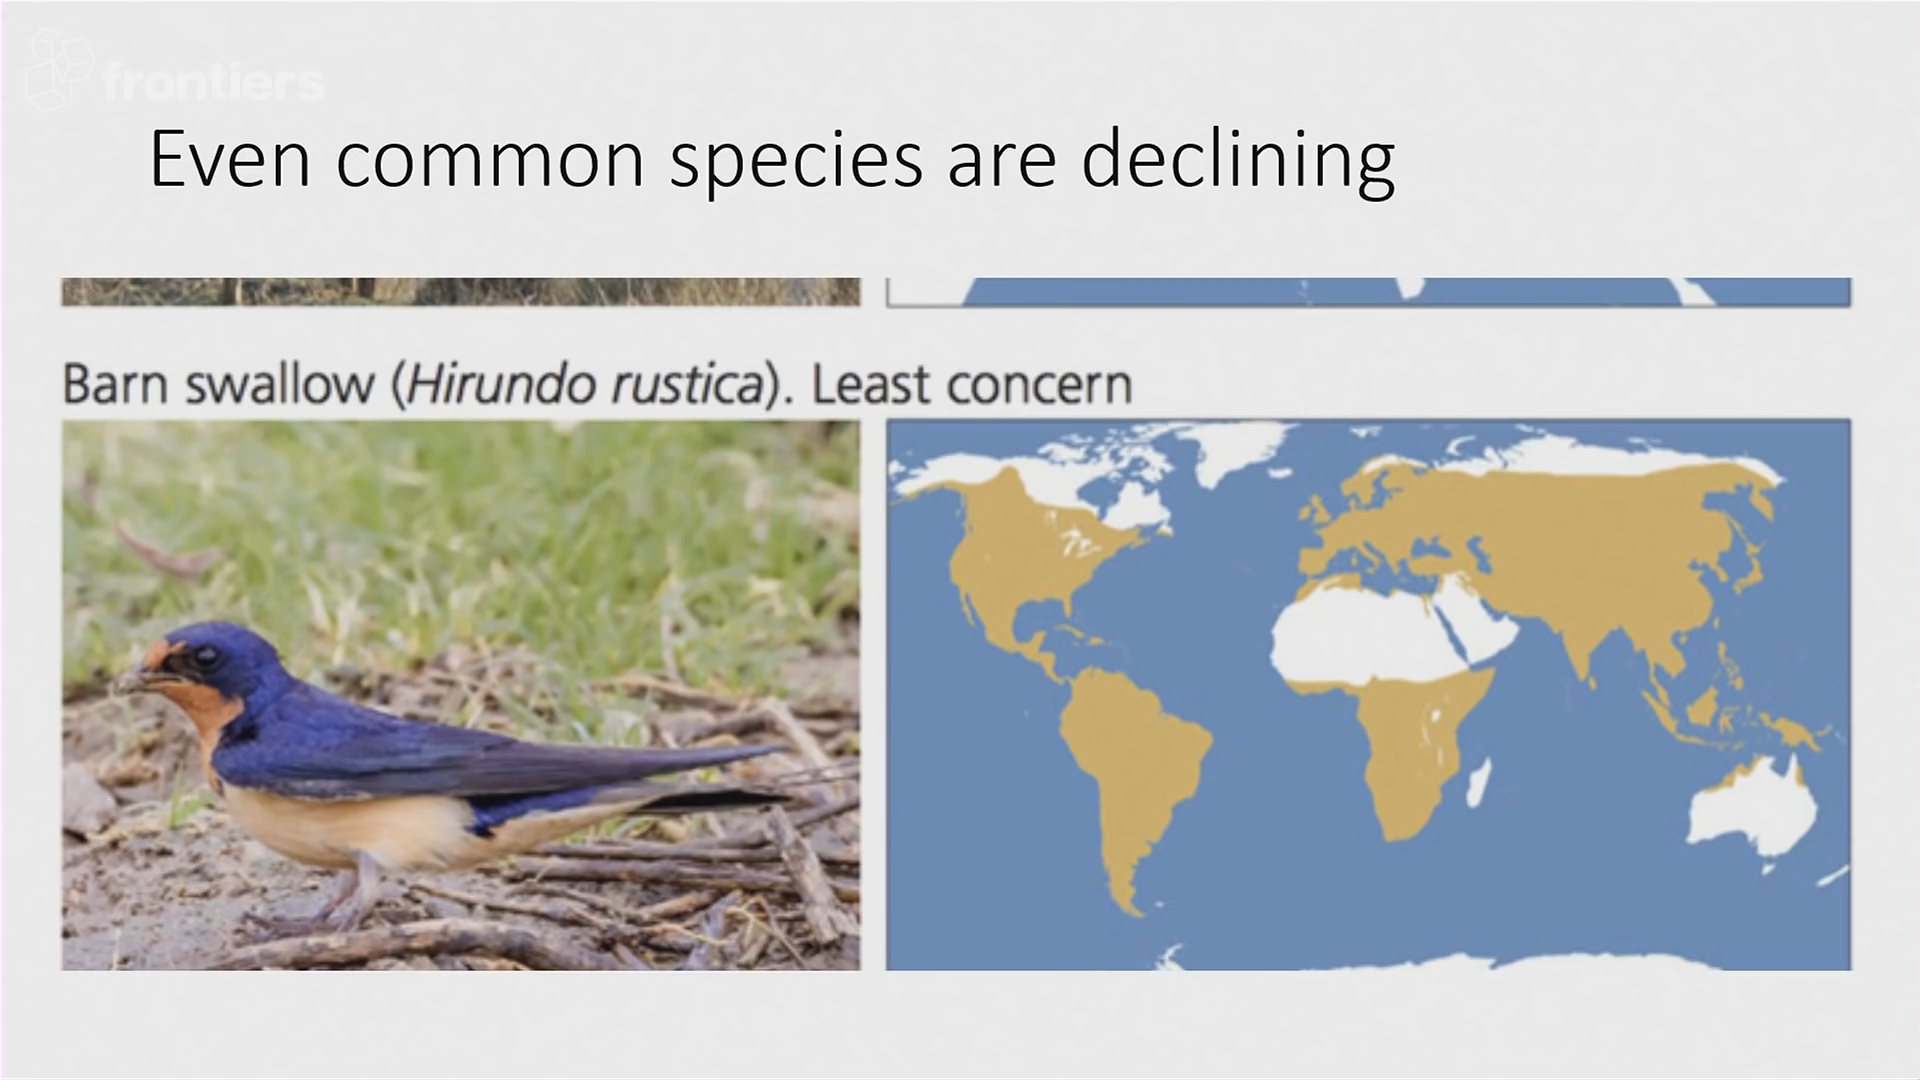 frontiers
Even common species are declining
Barn swallow (Hirundo rustica). Least concern